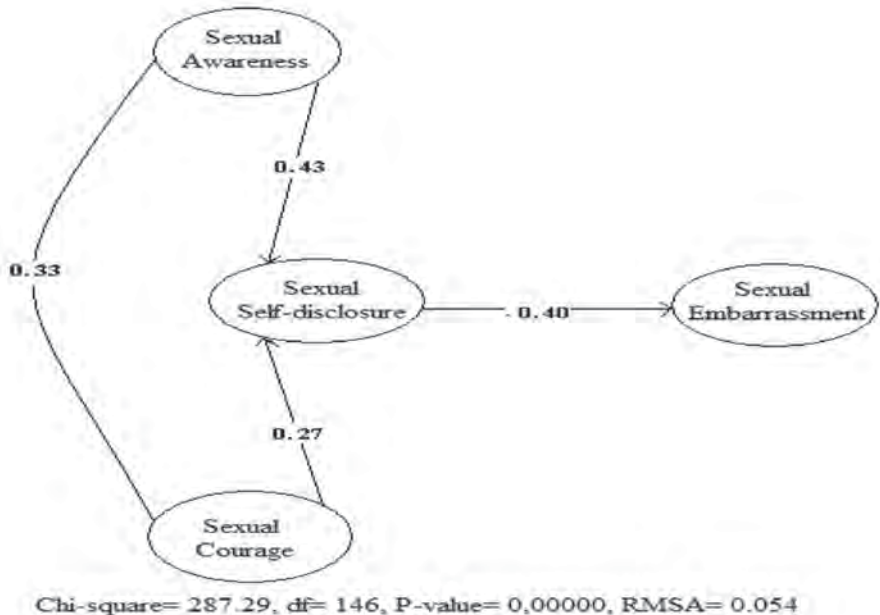 Sexual
Awareness
0.43
0.33
Sexual
Self-disclosure
- 0.40
Sexual
Embarrassment
0.27
Sexual
Courage
Chi-square= 287.29, df= 146, P-value= 0,00000, RMSA= 0.054